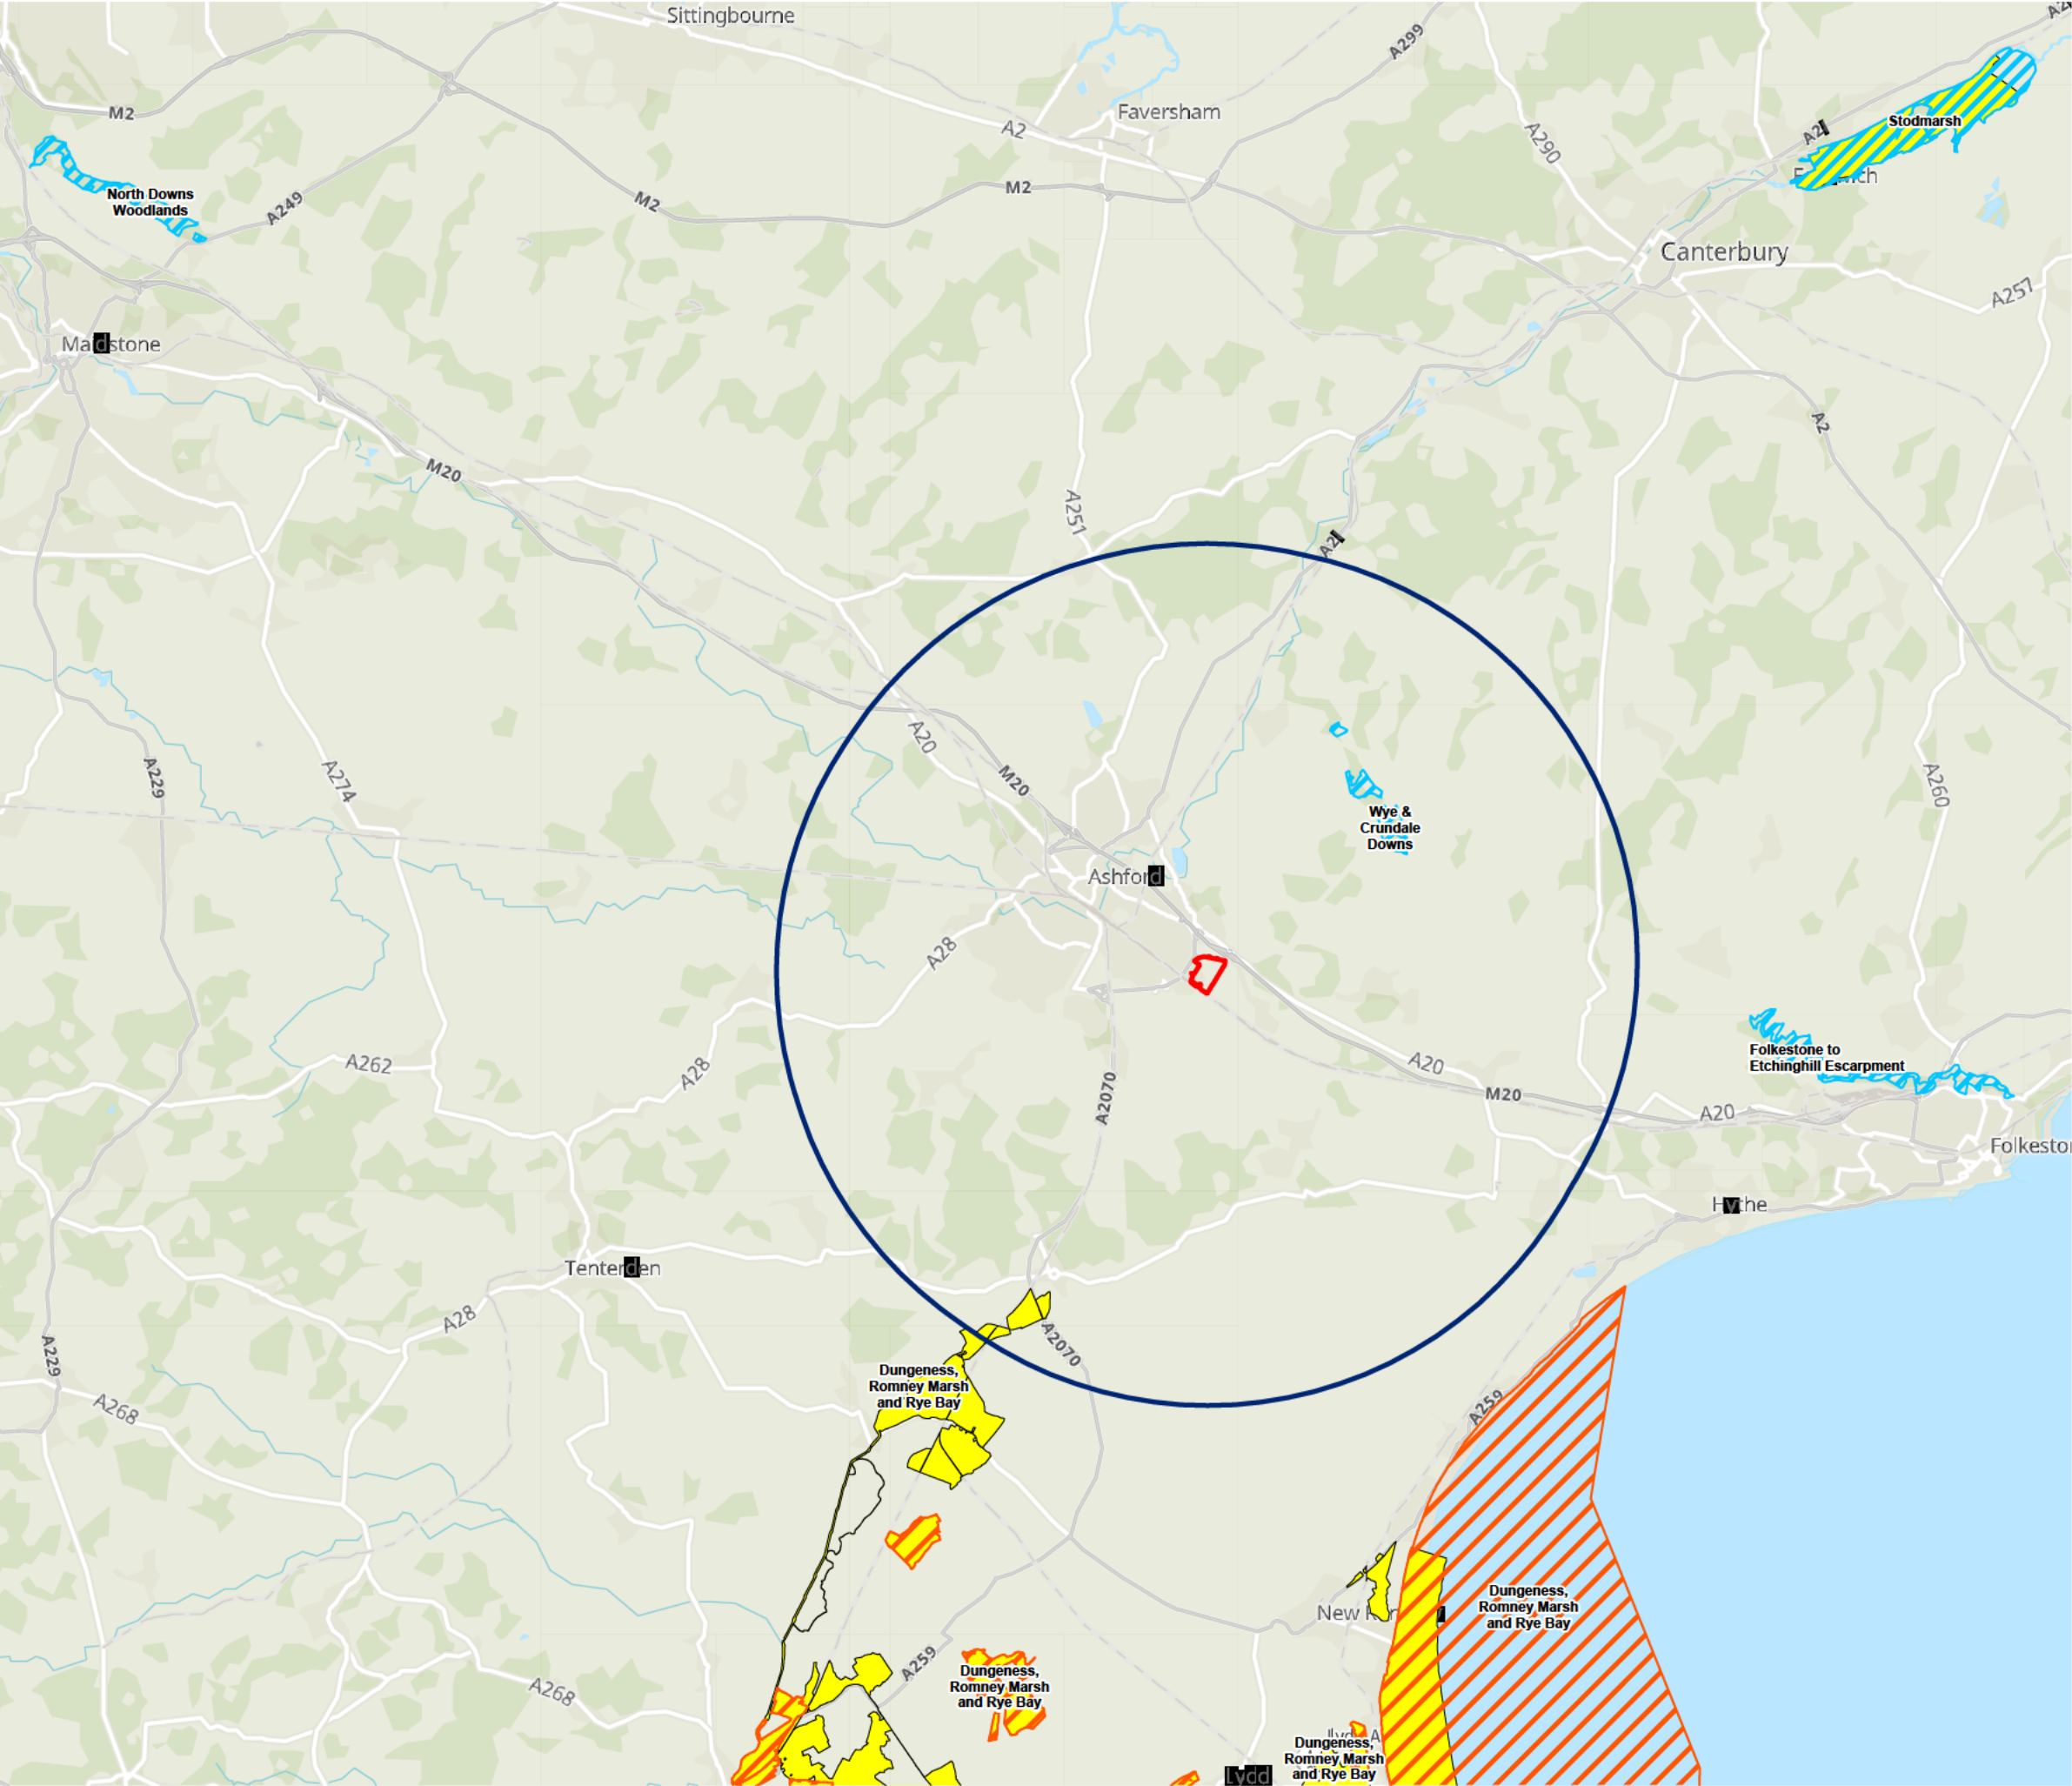 Sittingbourne
A2
A299
M2
Faversham
A2
A290
Stodmarsh
North Downs
Woodlands
A249
M2
M2
Canterbury
A257
Maidstone
M20
A2
A251
A229
A274
A20
M20
A260
Wye &
Crundale
Downs
Ashford
A28
A262
A28
A2070
A20
M20
Folkestone to
Etchinghill Escarpment
A20
Hythe
Tenterden
A28
A229
A2070
Dungeness,
Romney Marsh
and Rye Bay
A268
A259
Dungeness,
Romney Marsh
and Rye Bay
A259
Dungeness,
Romney Marsh
and Rye Bay
A268
Dungeness,
Romney Marsh
and Rye Bay
Lydd